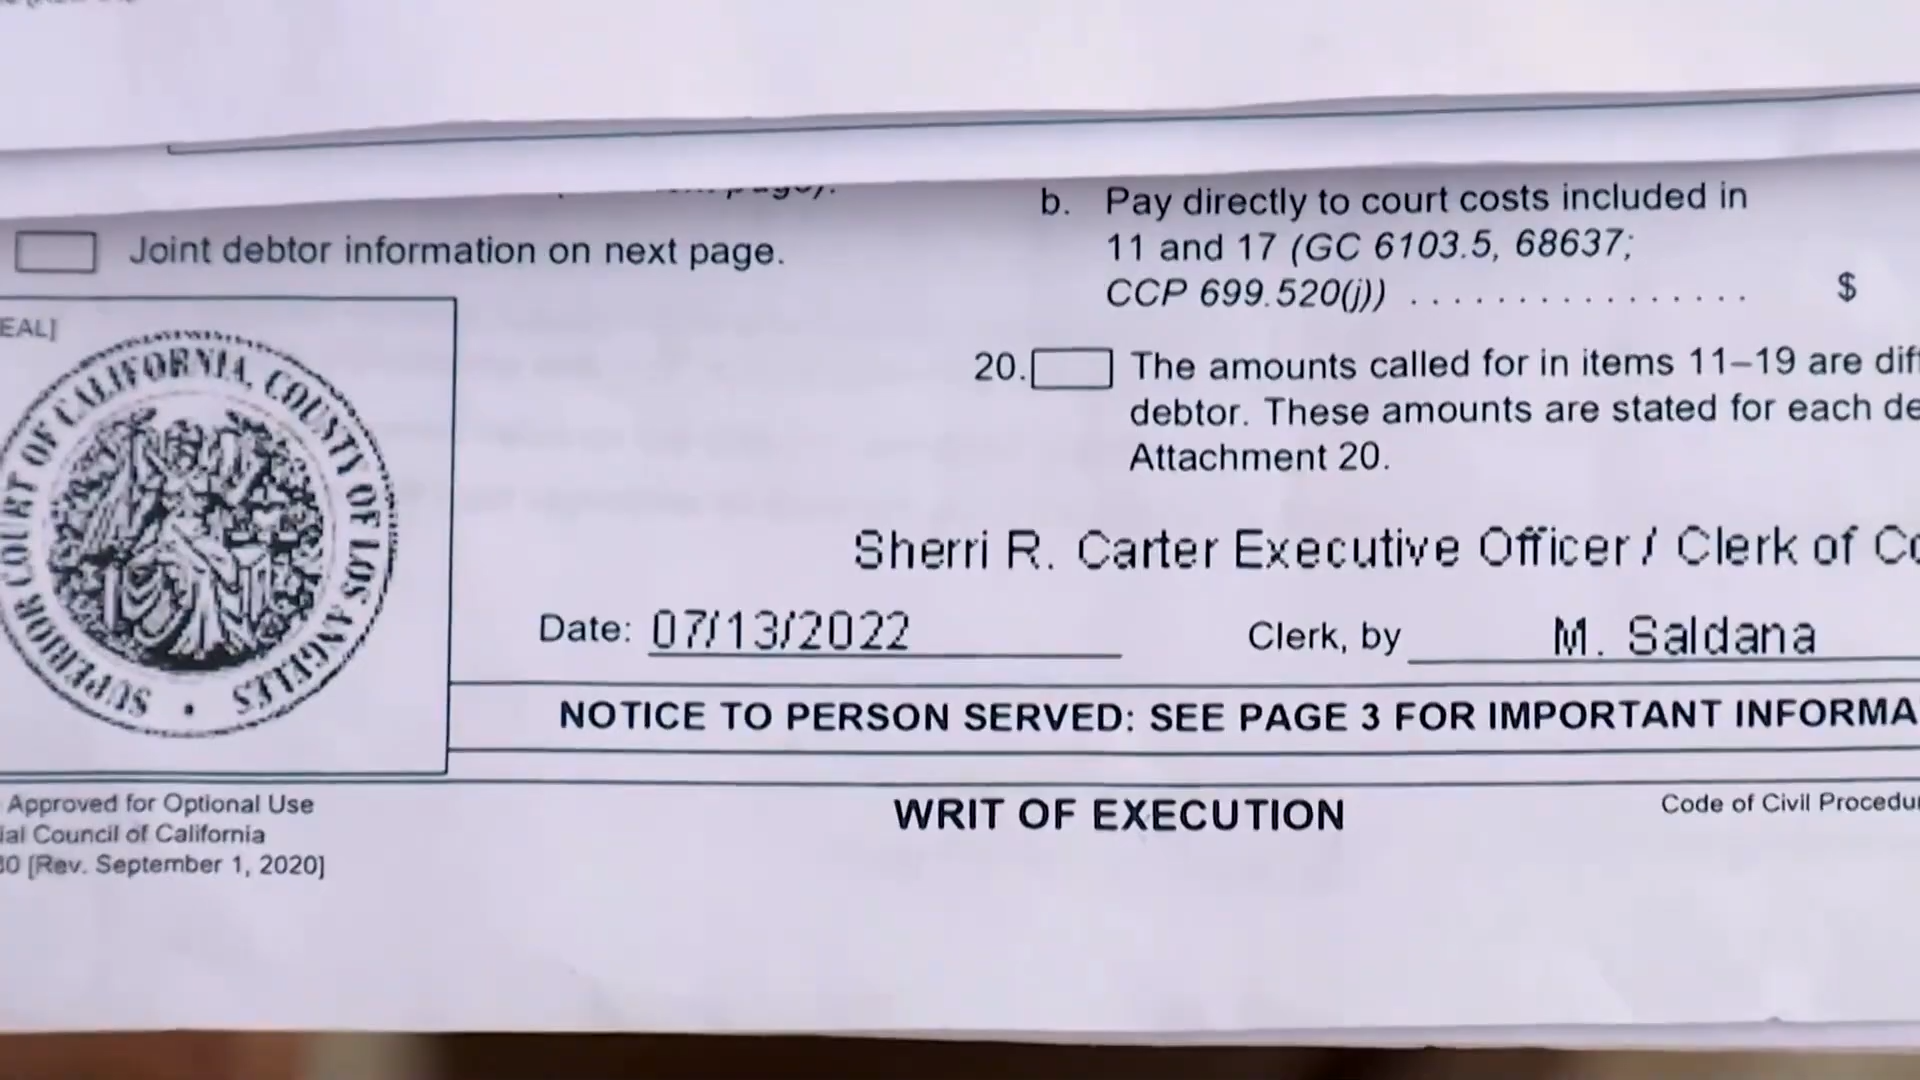 b. Pay directly to court costs included in
11 and 17 (GC 6103.5, 68637;
CCP 699.520(j)) . . . . . . . . . . . . . . . . $
Joint debtor information on next page.
20. The amounts called for in items 11–19 are
debtor. These amounts are stated for each
Attachment 20.
EAL]
SUPERIOR COURT OF CALIFORNIA, COUNTY OF LOS ANGELES
Sherri R. Carter Executive Officer / Clerk of
Date: 07/13/2022 Clerk, by M. Saldana
NOTICE TO PERSON SERVED: SEE PAGE 3 FOR IMPORTANT INFORMA
Approved for Optional Use
ial Council of California
30 [Rev. September 1, 2020]
WRIT OF EXECUTION
Code of Civil Procedu